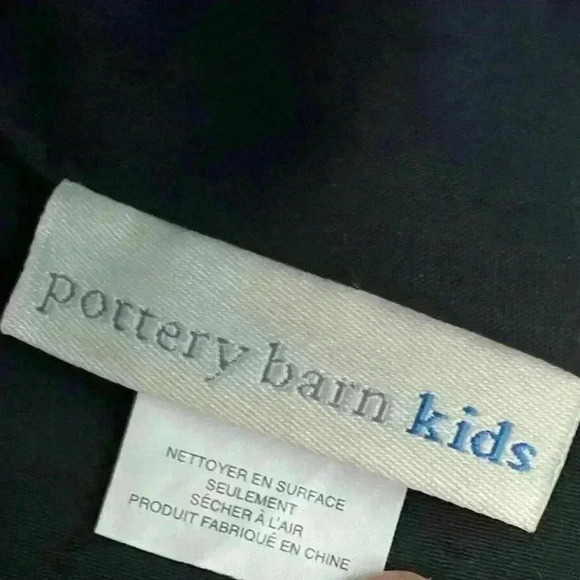 pottery barn kids
NETTOYER EN SURFACE
SEULEMENT
SÉCHER À L'AIR
PRODUIT FABRIQUÉ EN CHINE